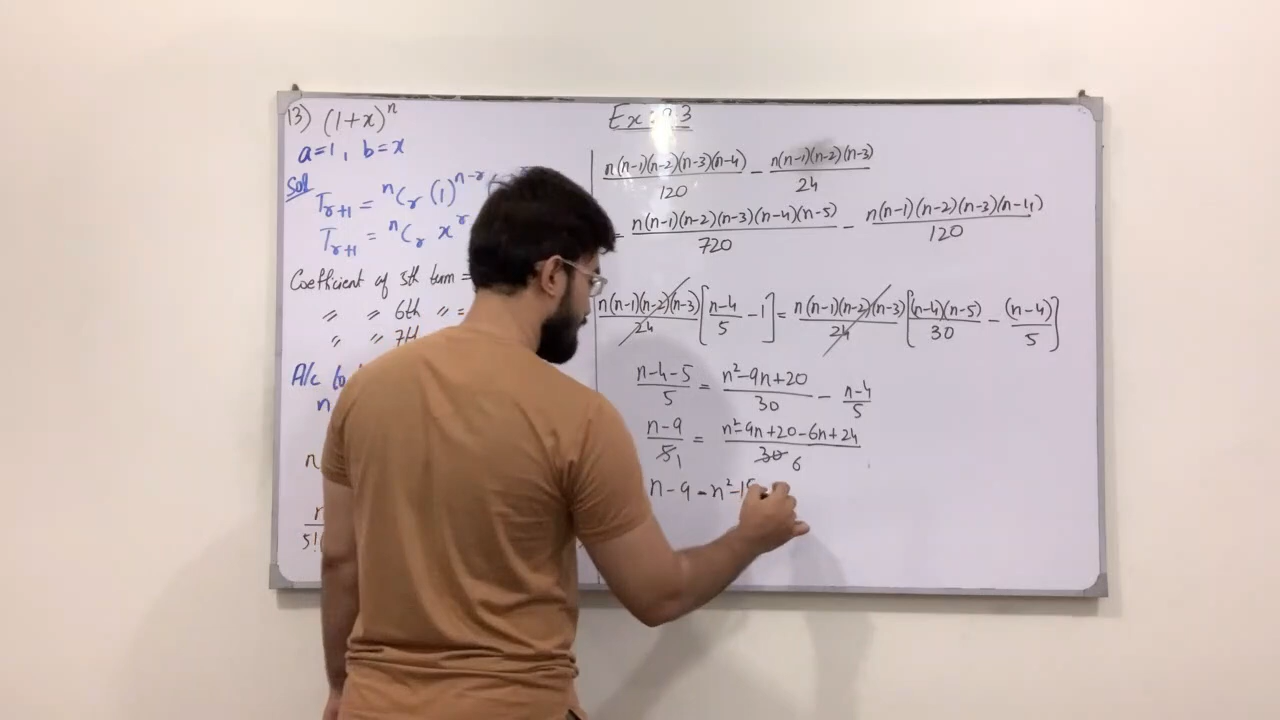 13) (1+x)^n
a=1, b=x
Sol
T_{r+1} = ^nC_r (1)^{n-r}
T_{r+1} = ^nC_r x^r
Coefficient of 5th term =
〃 〃 6th 〃 =
〃 〃 7th
A/c to
n
n
5!
Ex 3
n(n-1)(n-2)(n-3)(n-4)/120 - n(n-1)(n-2)(n-3)/24
= n(n-1)(n-2)(n-3)(n-4)(n-5)/720 - n(n-1)(n-2)(n-3)(n-4)/120
n(n-1)(n-2)(n-3)/24 [n-4/5 - 1] = n(n-1)(n-2)(n-3)/24 [(n-4)(n-5)/30 - (n-4)/5]
n-4-5/5 = n²-9n+20/30 - n-4/5
n-9/5 1 = n²-9n+20-6n+24/30 6
n-9 = n²-15